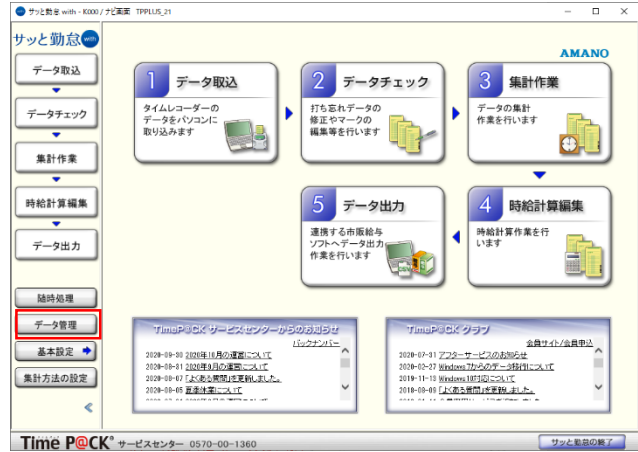 サッと勤怠 with - K000 / ナビ画面 TPPLUS_21
サッと勤怠 with
AMANO
データ取込
データチェック
集計作業
時給計算編集
データ出力
随時処理
データ管理
基本設定
集計方法の設定
1 データ取込
タイムレコーダーの
データをパソコンに
取り込みます
2 データチェック
打ち忘れデータの
修正やマークの
編集等を行います
3 集計作業
データの集計
作業を行います
5 データ出力
連携する市販給与
ソフトへデータ出力
作業を行います
4 時給計算編集
時給計算作業を行
います
TimeP@CK サービスセンターからのお知らせ
バックナンバー
2020-09-30 2020年10月の運営について
2020-08-31 2020年9月の運営について
2020-08-07 「よくある質問」を更新しました。
2020-08-05 夏季休業について
TimeP@CK クラブ
会員サイト/会員申込
2020-07-31 アフターサービスのお知らせ
2020-02-27 Windows 7からのデータ移行について
2019-11-13 Windows 10対応について
2018-08-08 「よくある質問」を更新しました。
Time P@CK® サービスセンター 0570-00-1360
サッと勤怠の終了